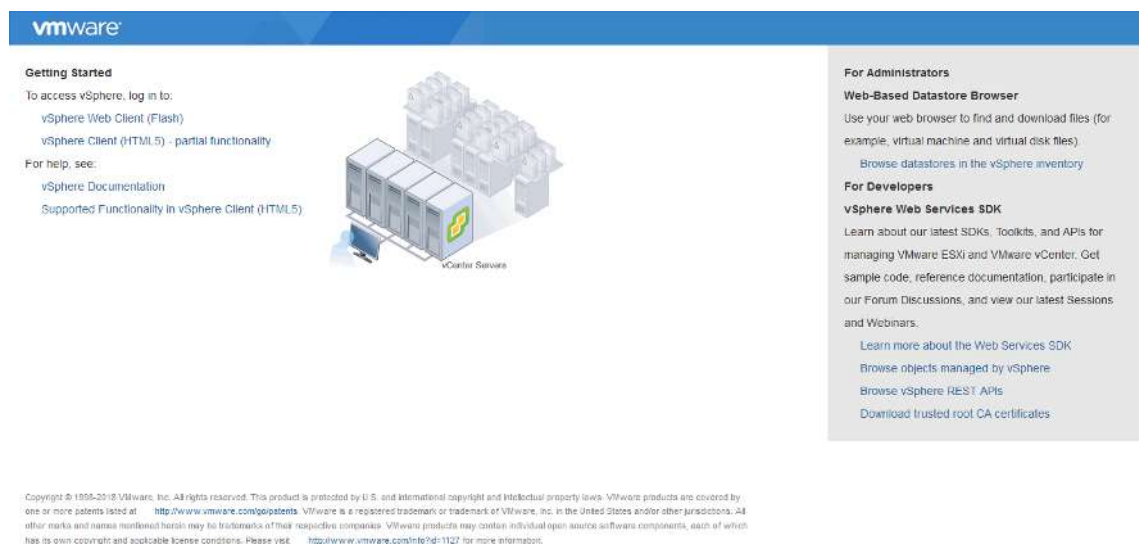 vmware
Getting Started
To access vSphere, log in to:
vSphere Web Client (Flash)
vSphere Client (HTML5) - partial functionality
For help, see:
vSphere Documentation
Supported Functionality in vSphere Client (HTML5)
vCenter Servers
For Administrators
Web-Based Datastore Browser
Use your web browser to find and download files (for
example, virtual machine and virtual disk files).
Browse datastores in the vSphere inventory
For Developers
vSphere Web Services SDK
Learn about our latest SDKs, Toolkits, and APIs for
managing VMware ESXi and VMware vCenter. Get
sample code, reference documentation, participate in
our Forum Discussions, and view our latest Sessions
and Webinars.
Learn more about the Web Services SDK
Browse objects managed by vSphere
Browse vSphere REST APIs
Download trusted root CA certificates
Copyright © 1998-2018 VMware, Inc. All rights reserved. This product is protected by U.S. and international copyright and intellectual property laws. VMware products are covered by
one or more patents listed at http://www.vmware.com/go/patents. VMware is a registered trademark or trademark of VMware, Inc. in the United States and/or other jurisdictions. All
other marks and names mentioned herein may be trademarks of their respective companies. VMware products may contain individual open source software components, each of which
has its own copyright and applicable license conditions. Please visit http://www.vmware.com/info?id=1127 for more information.